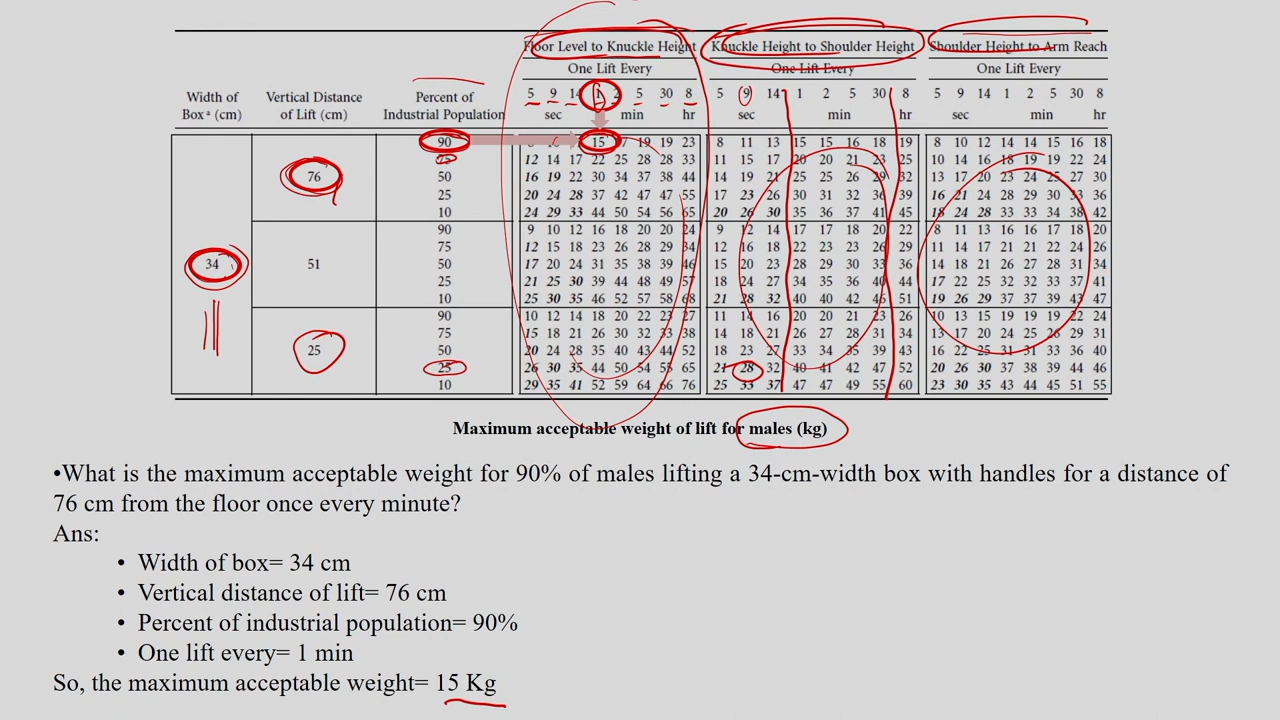 Floor Level to Knuckle Height Knuckle Height to Shoulder Height Shoulder Height to Arm Reach
One Lift Every One Lift Every One Lift Every
Width of Vertical Distance Percent of 5 9 14 1 2 5 30 8 5 9 14 1 2 5 30 8 5 9 14 1 2 5 30 8
Box a (cm) of Lift (cm) Industrial Population sec min hr sec min hr sec min hr
90 15 19 19 23 8 11 13 15 15 16 18 19 8 10 12 14 14 15 16 18
75 12 14 17 22 25 28 28 33 11 15 17 20 20 21 23 25 10 14 16 18 19 19 22 24
76 50 16 19 22 30 34 37 38 44 14 19 21 25 25 26 29 32 13 17 20 23 24 25 27 30
25 20 24 28 37 42 47 47 55 17 23 26 30 31 32 36 39 16 21 24 28 29 30 33 36
10 24 29 33 44 50 54 56 65 20 26 30 35 36 37 41 45 18 24 28 33 33 34 38 42
90 9 10 12 16 18 20 20 24 9 12 14 17 17 18 20 22 8 11 13 16 16 17 18 20
75 12 15 18 23 26 28 29 34 12 16 18 22 23 23 26 29 11 14 17 21 21 22 24 26
34 51 50 17 20 24 31 35 38 39 46 15 20 23 28 29 30 33 36 14 18 21 26 27 28 31 34
25 21 25 30 39 44 48 49 57 18 24 27 34 35 36 40 44 17 22 25 32 32 33 37 41
10 25 30 35 46 52 57 58 68 21 28 32 40 40 42 46 51 19 26 29 37 37 39 43 47
90 10 12 14 18 20 22 23 27 11 14 16 20 20 21 23 26 10 13 15 19 19 19 22 24
75 15 18 21 26 30 32 33 38 14 18 21 26 27 28 31 34 13 17 20 24 25 26 29 31
25 50 20 24 28 35 40 43 44 52 18 23 27 33 34 35 39 43 16 22 25 31 31 33 36 40
25 26 30 35 44 50 54 55 65 21 28 32 40 41 42 47 52 20 26 30 37 38 39 44 46
10 29 35 41 52 59 64 66 76 25 33 37 47 47 49 55 60 23 30 35 43 44 45 51 55
Maximum acceptable weight of lift for males (kg)
•What is the maximum acceptable weight for 90% of males lifting a 34-cm-width box with handles for a distance of
76 cm from the floor once every minute?
Ans:
• Width of box= 34 cm
• Vertical distance of lift= 76 cm
• Percent of industrial population= 90%
• One lift every= 1 min
So, the maximum acceptable weight= 15 Kg